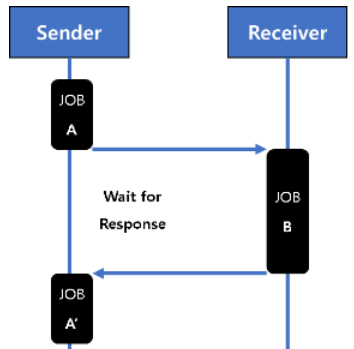 Sender
Receiver
JOB
A
Wait for
Response
JOB
B
JOB
A'